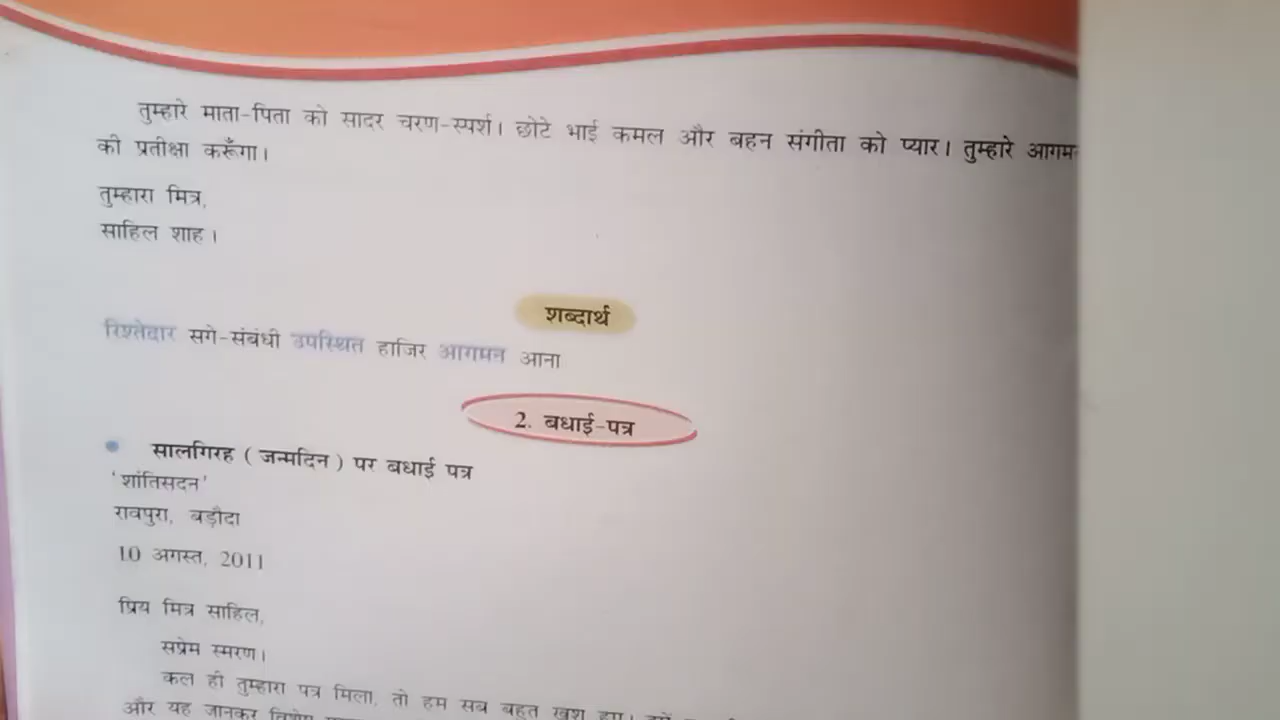 तुम्हारे माता-पिता को सादर चरण-स्पर्श। छोटे भाई कमल और बहन संगीता को प्यार। तुम्हारे
की प्रतीक्षा करूँगा।
तुम्हारा मित्र,
साहिल शाह।
शब्दार्थ
रिश्तेदार सगे-संबंधी उपस्थित हाजिर आगमन आना
2. बधाई-पत्र
सालगिरह ( जन्मदिन ) पर बधाई पत्र
'शांतिसदन'
रावपुरा, बड़ौदा
10 अगस्त, 2011
प्रिय मित्र साहिल,
सप्रेम स्मरण।
कल ही तुम्हारा पत्र मिला, तो हम सब बहुत खुश हुए।
और यह जानकर